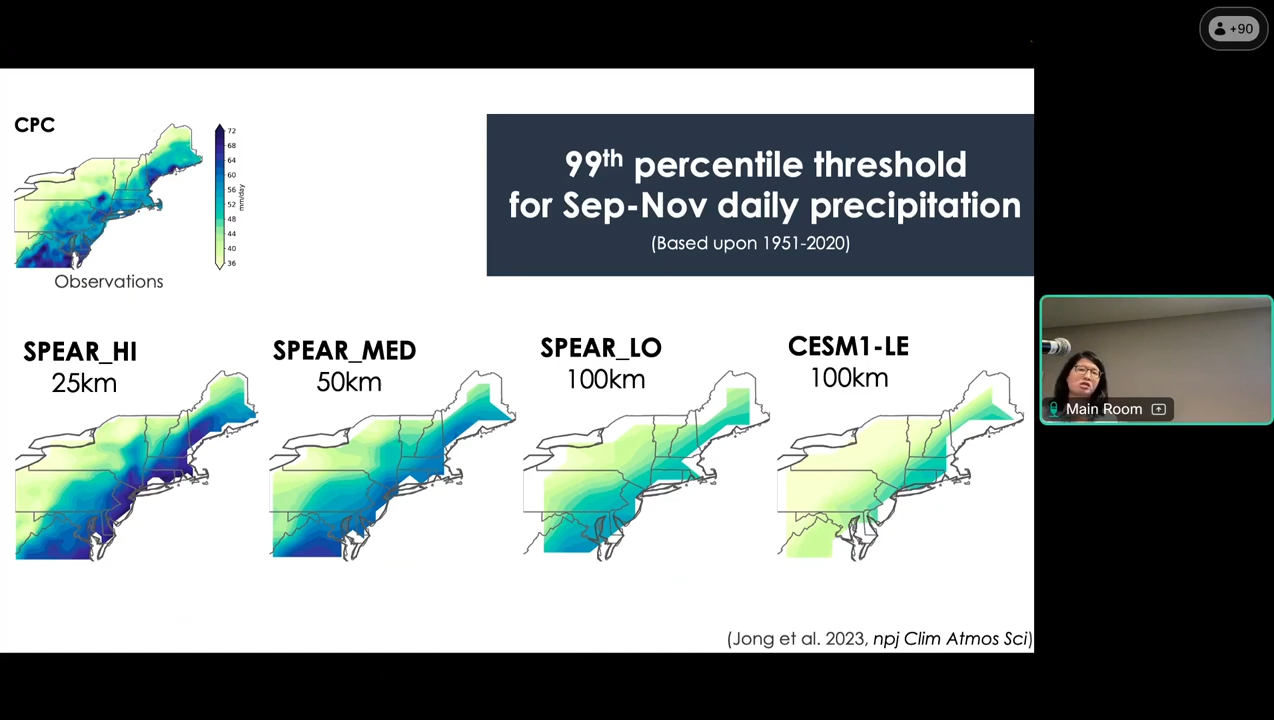 +90
CPC
72
68
64
60
56
52
48
44
40
36
mm/day
Observations
99th percentile threshold
for Sep-Nov daily precipitation
(Based upon 1951-2020)
SPEAR_HI
25km
SPEAR_MED
50km
SPEAR_LO
100km
CESM1-LE
100km
Main Room
(Jong et al. 2023, npj Clim Atmos Sci)